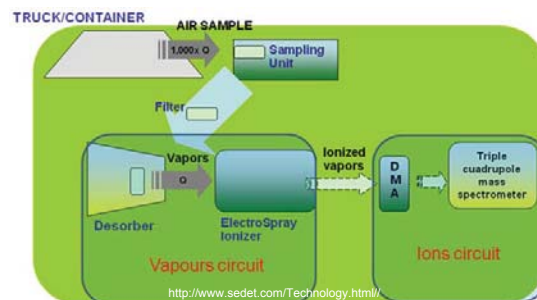 TRUCK/CONTAINER
AIR SAMPLE
1,000x Q
Sampling
Unit
Filter
Vapors
Q
Desorber
ElectroSpray
Ionizer
Vapours circuit
Ionized
vapors
D
M
A
Triple
cuadrupole
mass
spectrometer
Ions circuit
http://www.sedet.com/Technology.html//